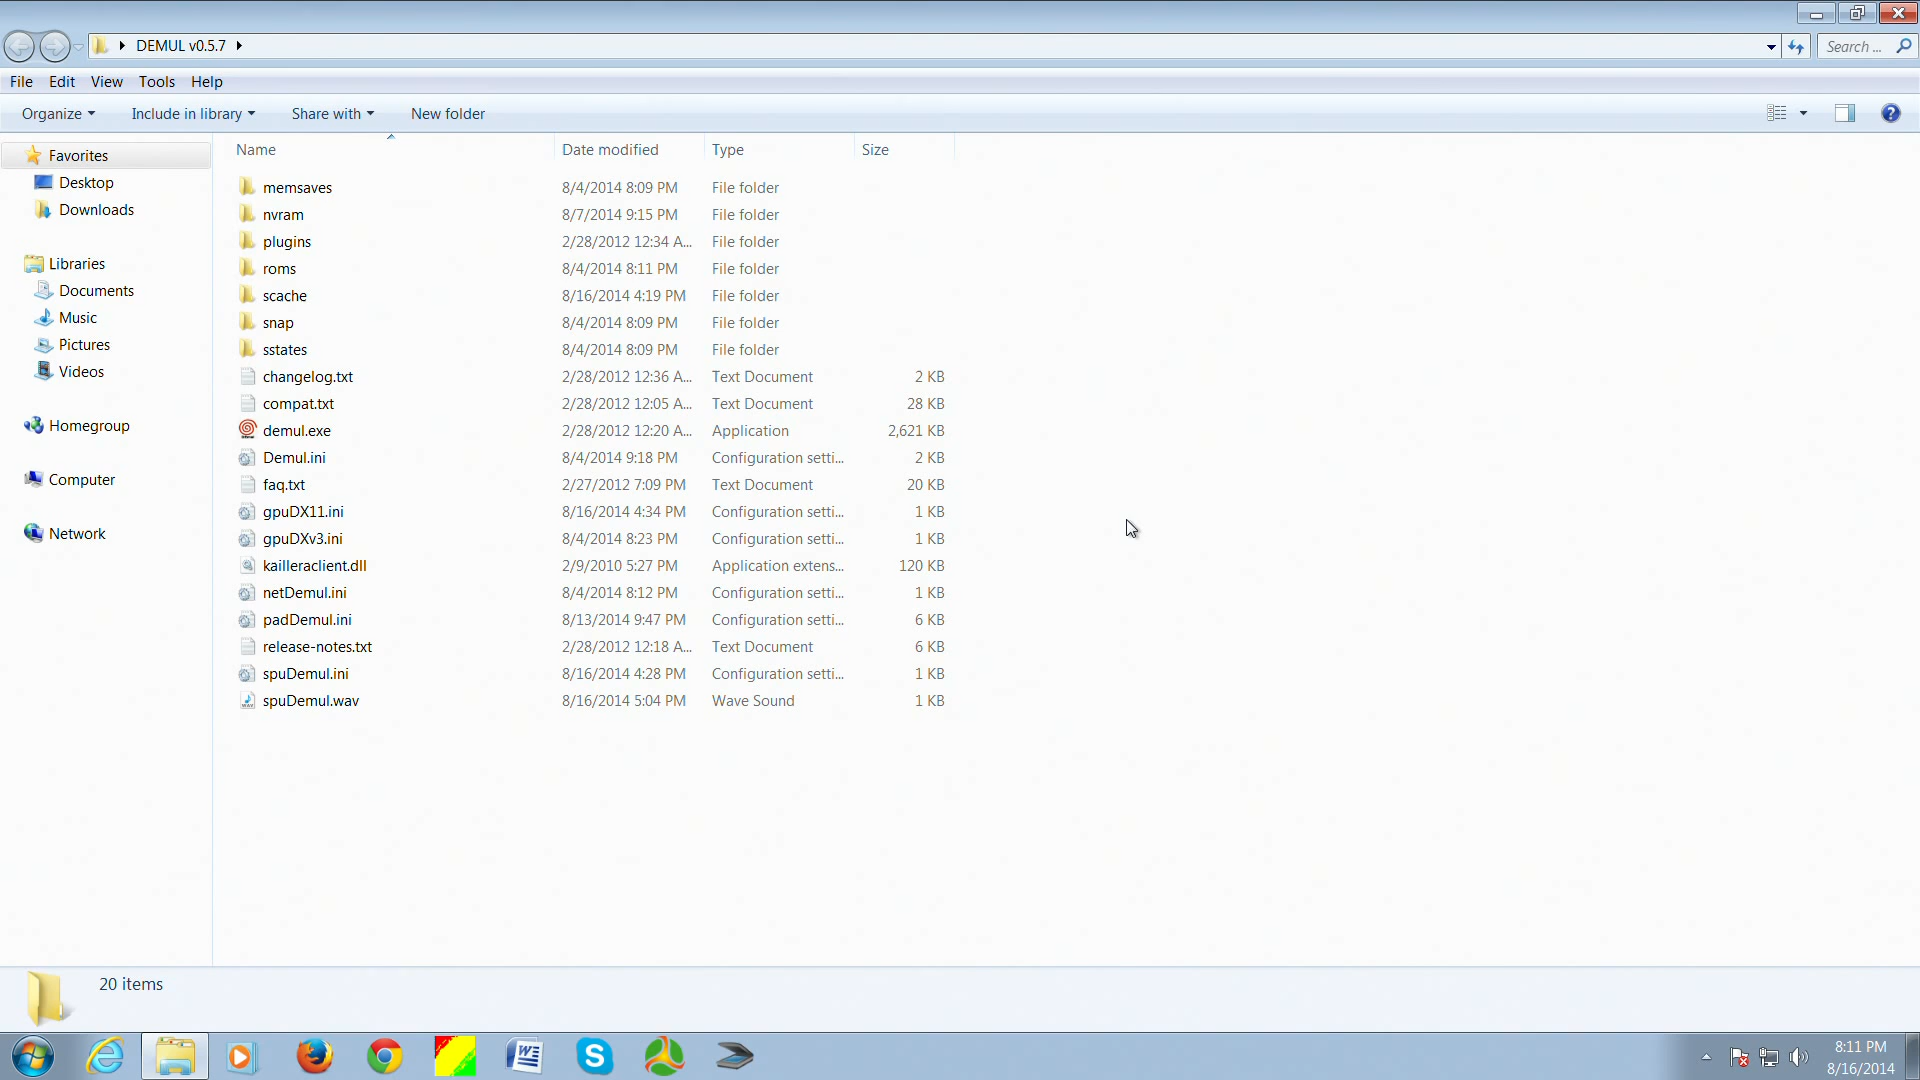 DEMUL v0.5.7
Search ...
File Edit View Tools Help
Organize Include in library Share with New folder
Name Date modified Type Size
Favorites
Desktop
Downloads
Libraries
Documents
Music
Pictures
Videos
Homegroup
Computer
Network
memsaves 8/4/2014 8:09 PM File folder
nvram 8/7/2014 9:15 PM File folder
plugins 2/28/2012 12:34 A... File folder
roms 8/4/2014 8:11 PM File folder
scache 8/16/2014 4:19 PM File folder
snap 8/4/2014 8:09 PM File folder
sstates 8/4/2014 8:09 PM File folder
changelog.txt 2/28/2012 12:36 A... Text Document 2 KB
compat.txt 2/28/2012 12:05 A... Text Document 28 KB
demul.exe 2/28/2012 12:20 A... Application 2,621 KB
Demul.ini 8/4/2014 9:18 PM Configuration setti... 2 KB
faq.txt 2/27/2012 7:09 PM Text Document 20 KB
gpuDX11.ini 8/16/2014 4:34 PM Configuration setti... 1 KB
gpuDXv3.ini 8/4/2014 8:23 PM Configuration setti... 1 KB
kailleraclient.dll 2/9/2010 5:27 PM Application extens... 120 KB
netDemul.ini 8/4/2014 8:12 PM Configuration setti... 1 KB
padDemul.ini 8/13/2014 9:47 PM Configuration setti... 6 KB
release-notes.txt 2/28/2012 12:18 A... Text Document 6 KB
spuDemul.ini 8/16/2014 4:28 PM Configuration setti... 1 KB
spuDemul.wav 8/16/2014 5:04 PM Wave Sound 1 KB
20 items
8:11 PM
8/16/2014